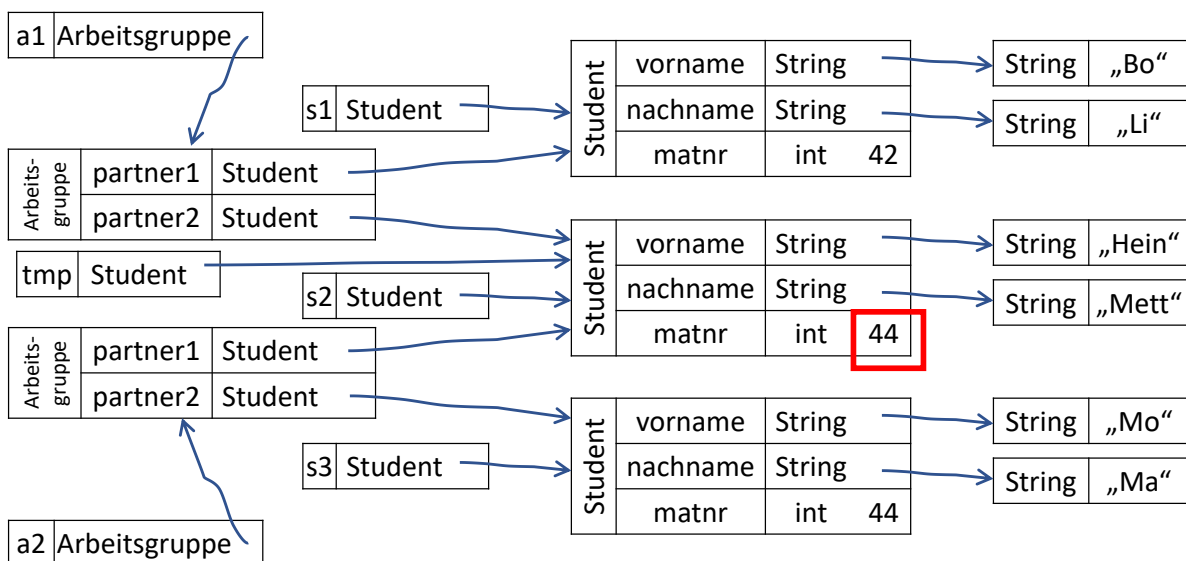 a1 Arbeitsgruppe
Arbeits-
gruppe
partner1 Student
partner2 Student
s1 Student
Student
vorname String
nachname String
matnr int 42
String „Bo“
String „Li“
tmp Student
s2 Student
Student
vorname String
nachname String
matnr int 44
String „Hein“
String „Mett“
Arbeits-
gruppe
partner1 Student
partner2 Student
s3 Student
Student
vorname String
nachname String
matnr int 44
String „Mo“
String „Ma“
a2 Arbeitsgruppe